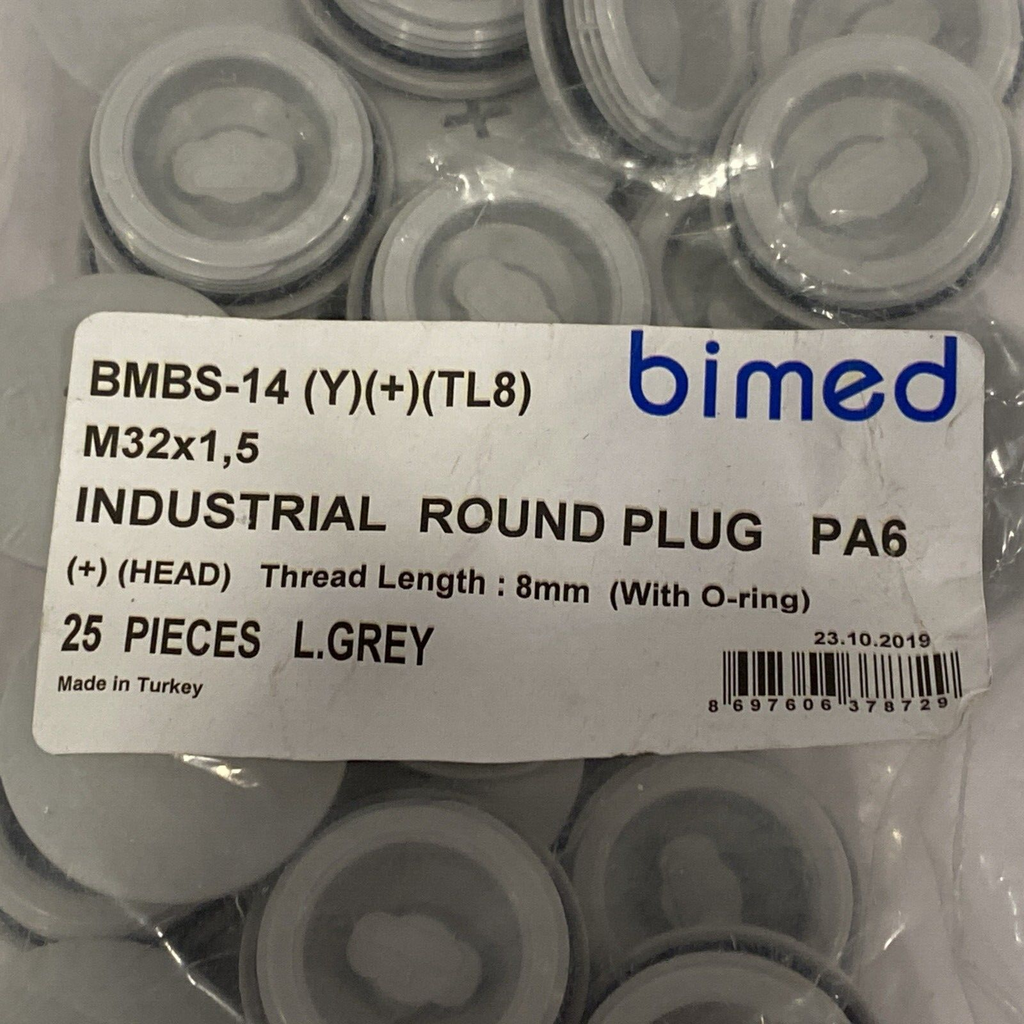 bimed
BMBS-14 (Y)(+)(TL8)
M32x1,5
INDUSTRIAL ROUND PLUG PA6
(+) (HEAD) Thread Length : 8mm (With O-ring)
25 PIECES L.GREY
Made in Turkey
23.10.2019
8 697606 378729